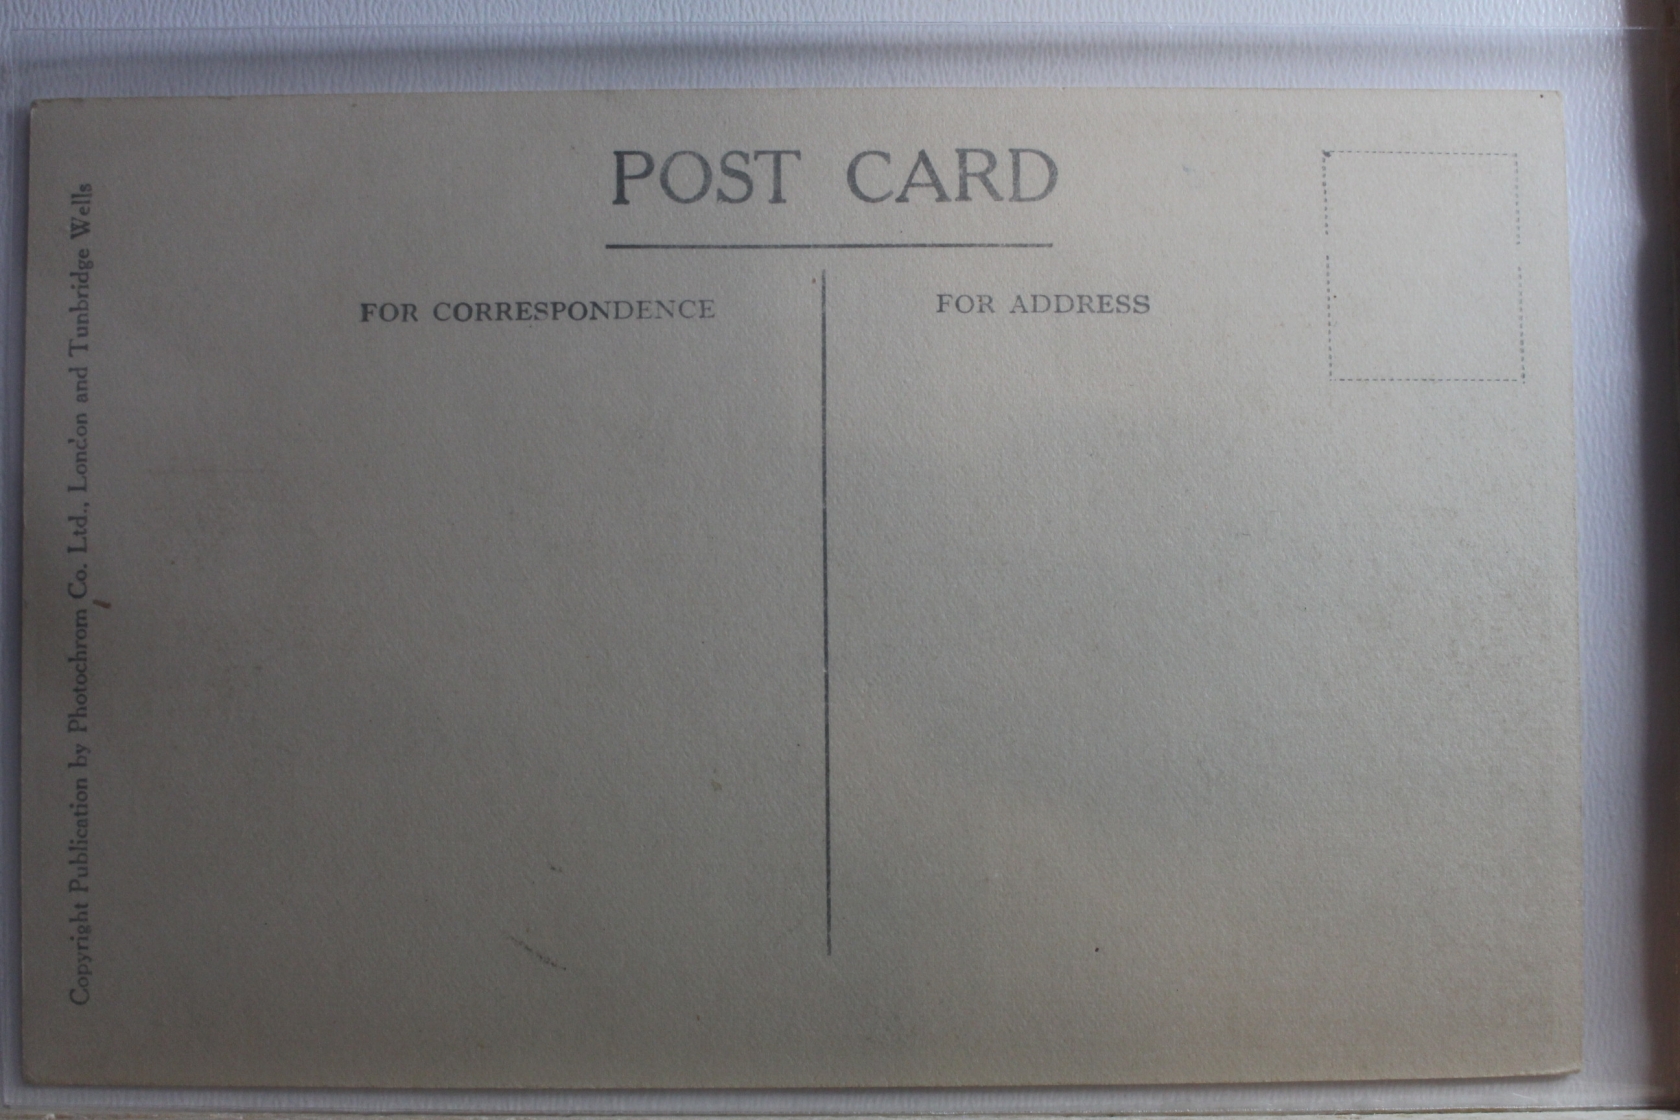 POST CARD
FOR CORRESPONDENCE
FOR ADDRESS
Copyright Publication by Photochrom Co. Ltd., London and Tunbridge Wells